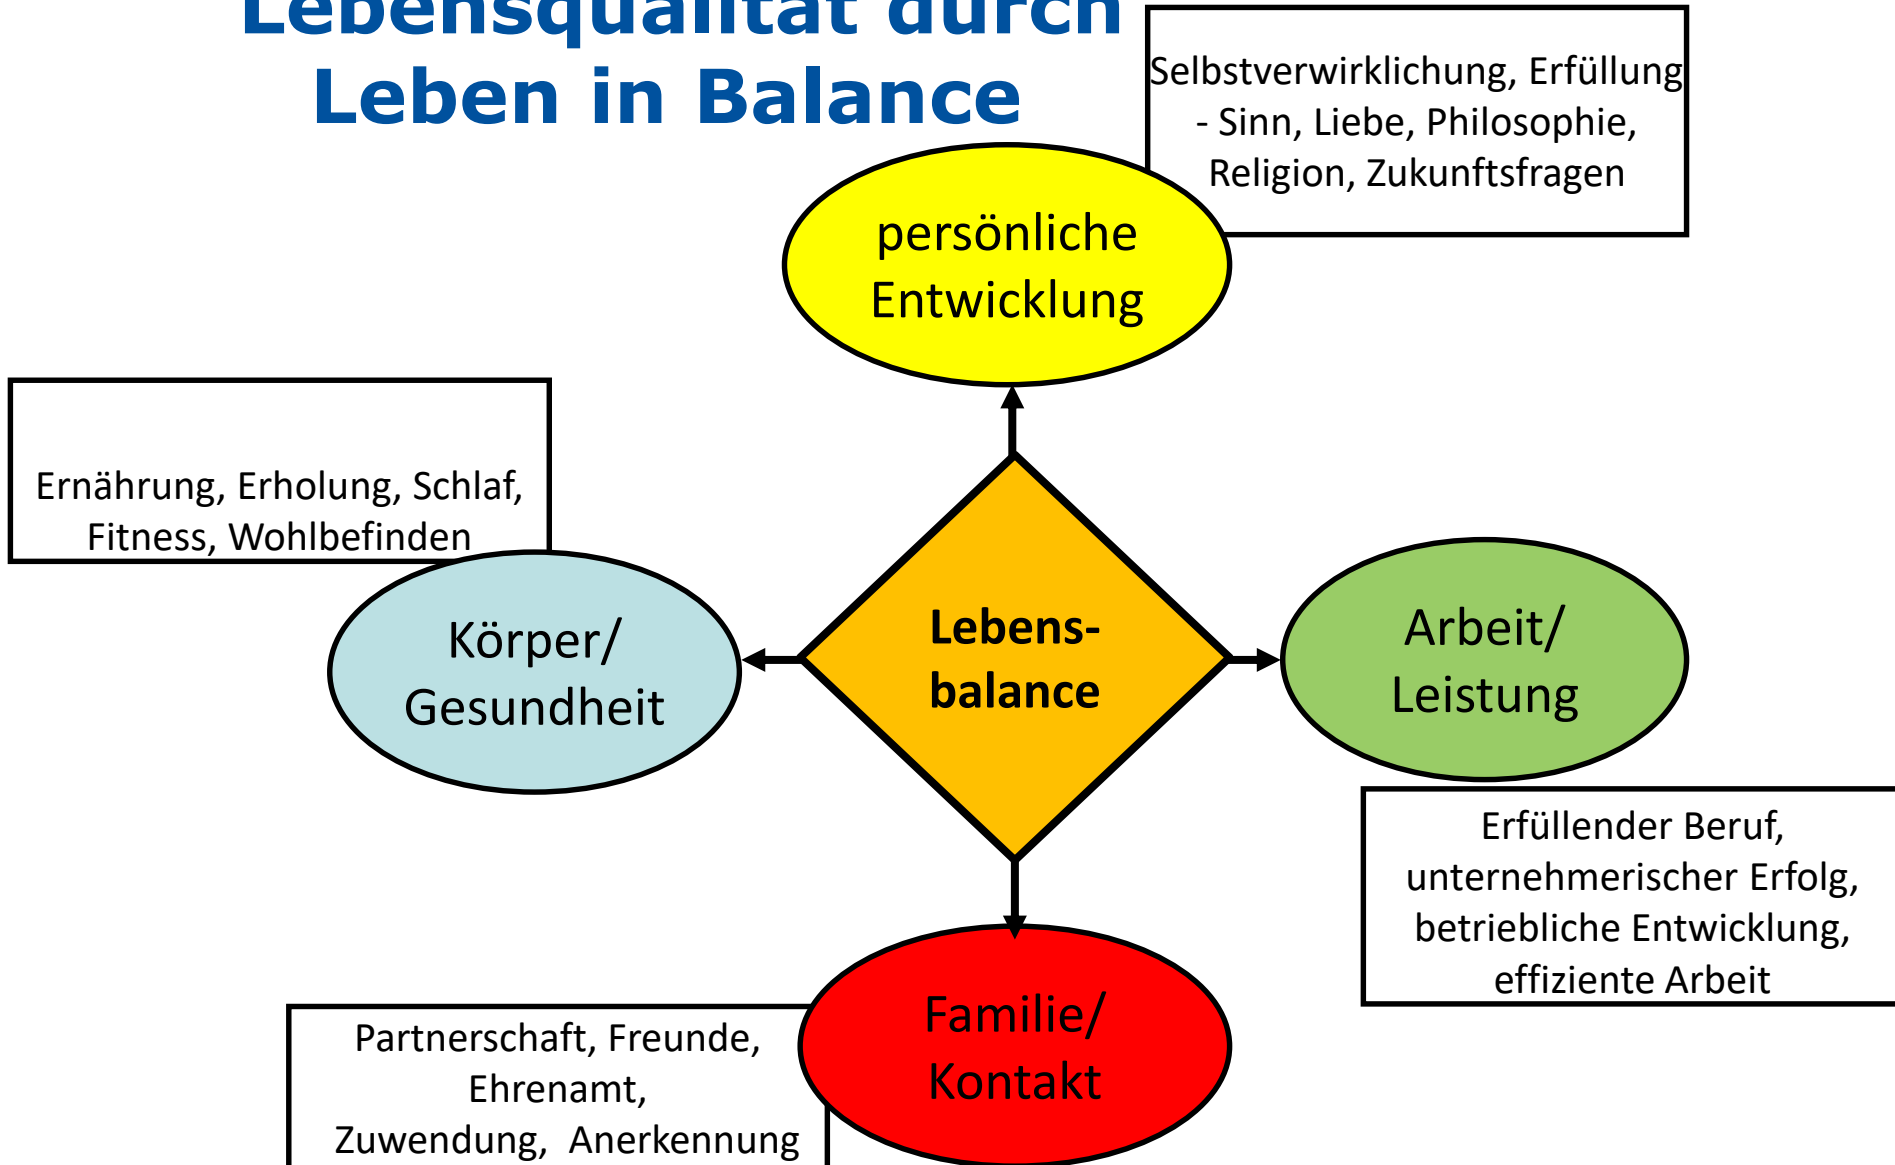 Lebensqualität durch
Leben in Balance
Selbstverwirklichung, Erfüllung
- Sinn, Liebe, Philosophie,
Religion, Zukunftsfragen
persönliche
Entwicklung
Ernährung, Erholung, Schlaf,
Fitness, Wohlbefinden
Körper/
Gesundheit
Lebens-
balance
Arbeit/
Leistung
Erfüllender Beruf,
unternehmerischer Erfolg,
betriebliche Entwicklung,
effiziente Arbeit
Familie/
Kontakt
Partnerschaft, Freunde,
Ehrenamt,
Zuwendung, Anerkennung